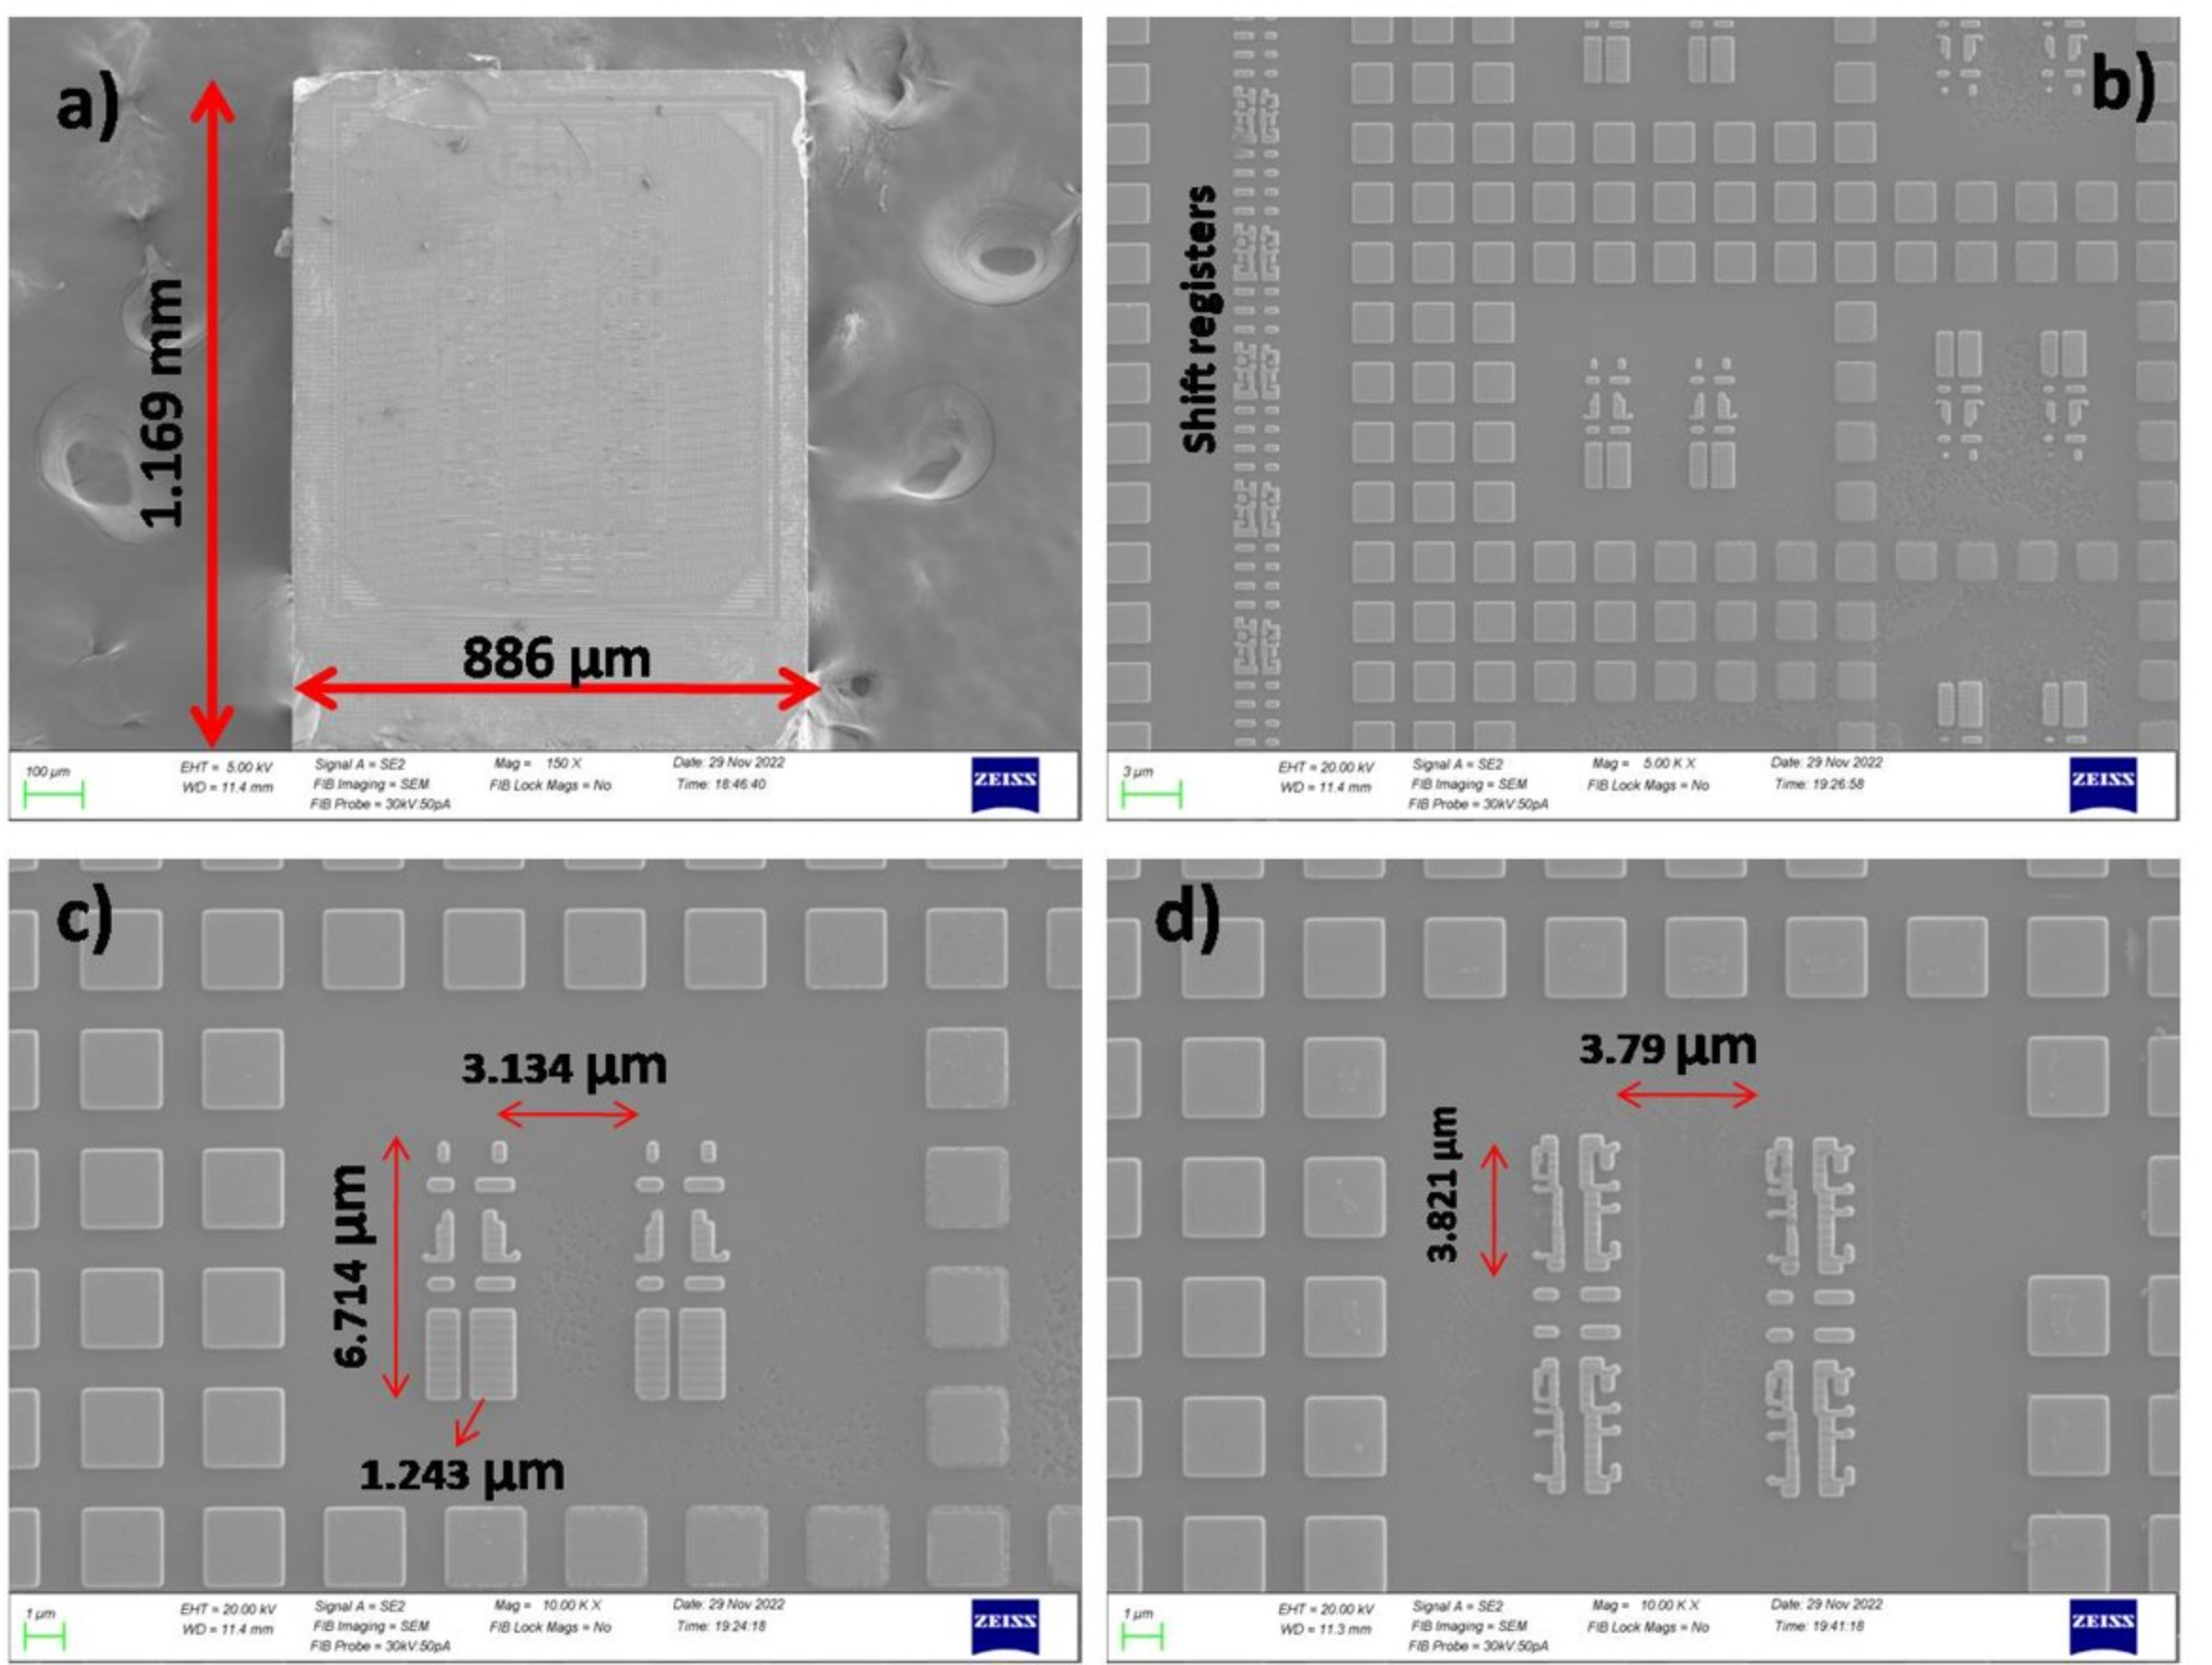 a)
1.169 mm
886 µm
100 µm
EHT = 5.00 kV
WD = 11.4 mm
Signal A = SE2
FIB Imaging = SEM
FIB Probe = 30kV:50pA
Mag = 150 X
FIB Lock Mags = No
Date: 29 Nov 2022
Time: 18:46:40
ZEISS
b)
shift registers
3 µm
EHT = 20.00 kV
WD = 11.4 mm
Signal A = SE2
FIB Imaging = SEM
FIB Probe = 30kV:50pA
Mag = 5.00 K X
FIB Lock Mags = No
Date: 29 Nov 2022
Time: 19:26:58
ZEISS
c)
3.134 µm
6.714 µm
1.243 µm
1 µm
EHT = 20.00 kV
WD = 11.4 mm
Signal A = SE2
FIB Imaging = SEM
FIB Probe = 30kV:50pA
Mag = 10.00 K X
FIB Lock Mags = No
Date: 29 Nov 2022
Time: 19:24:18
ZEISS
d)
3.79 µm
3.821 µm
1 µm
EHT = 20.00 kV
WD = 11.3 mm
Signal A = SE2
FIB Imaging = SEM
FIB Probe = 30kV:50pA
Mag = 10.00 K X
FIB Lock Mags = No
Date: 29 Nov 2022
Time: 19:41:18
ZEISS